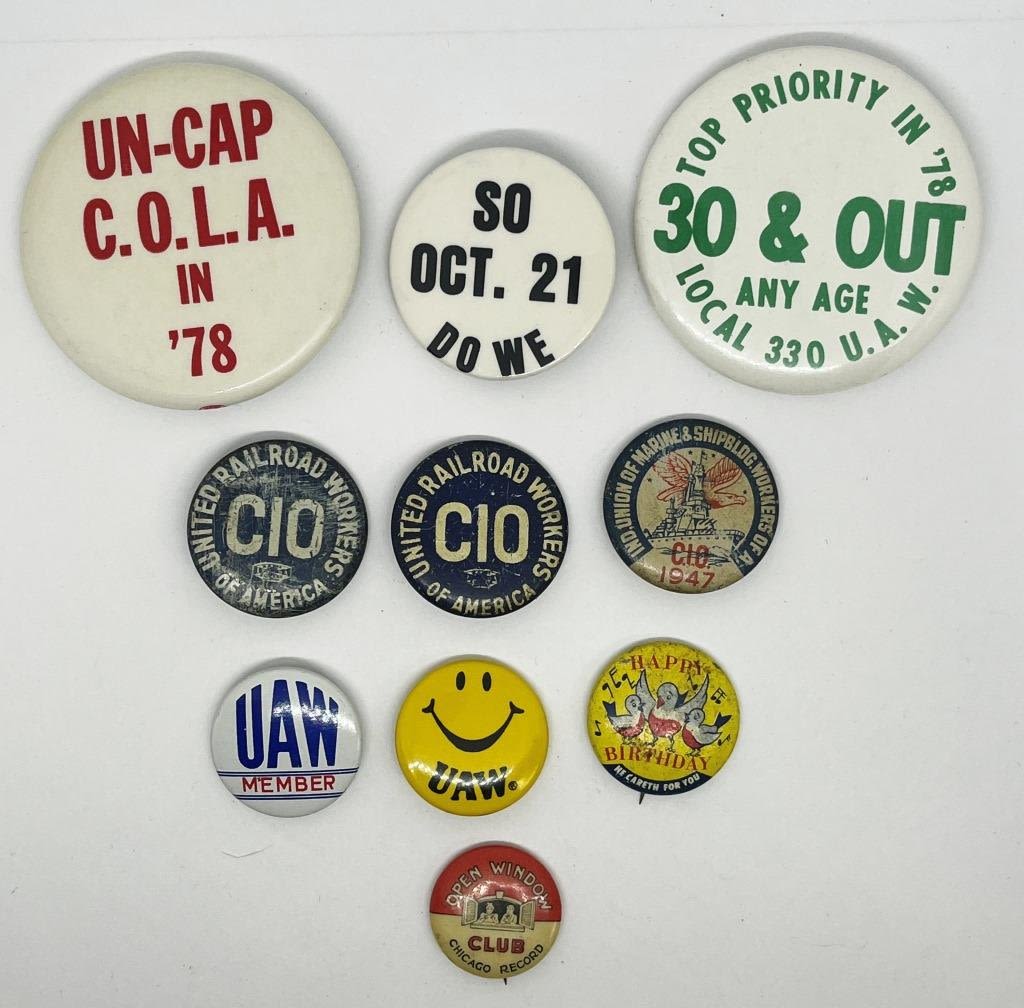 UN-CAP
C.O.L.A.
IN
'78
SO
OCT. 21
DO WE
TOP PRIORITY IN '78
30 & OUT
ANY AGE
LOCAL 330 U.A.W.
UNITED RAILROAD WORKERS
CIO
OF AMERICA
UNITED RAILROAD WORKERS
CIO
OF AMERICA
IND. UNION OF MARINE & SHIPBLDG. WORKERS OF A.
C.I.O.
1947
UAW
MEMBER
UAW®
HAPPY
BIRTHDAY
HE CARETH FOR YOU
OPEN WINDOW
CLUB
CHICAGO RECORD